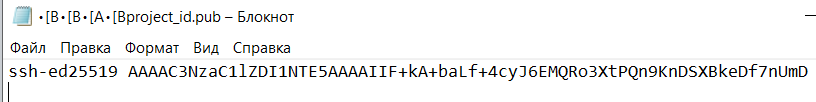 •[B•[B•[A•[Bproject_id.pub – Блокнот
Файл Правка Формат Вид Справка
ssh-ed25519 AAAAC3NzaC1lZDI1NTE5AAAAIIF+kA+baLf+4cyJ6EMQRo3XtPQn9KnDSXBkeDf7nUmD